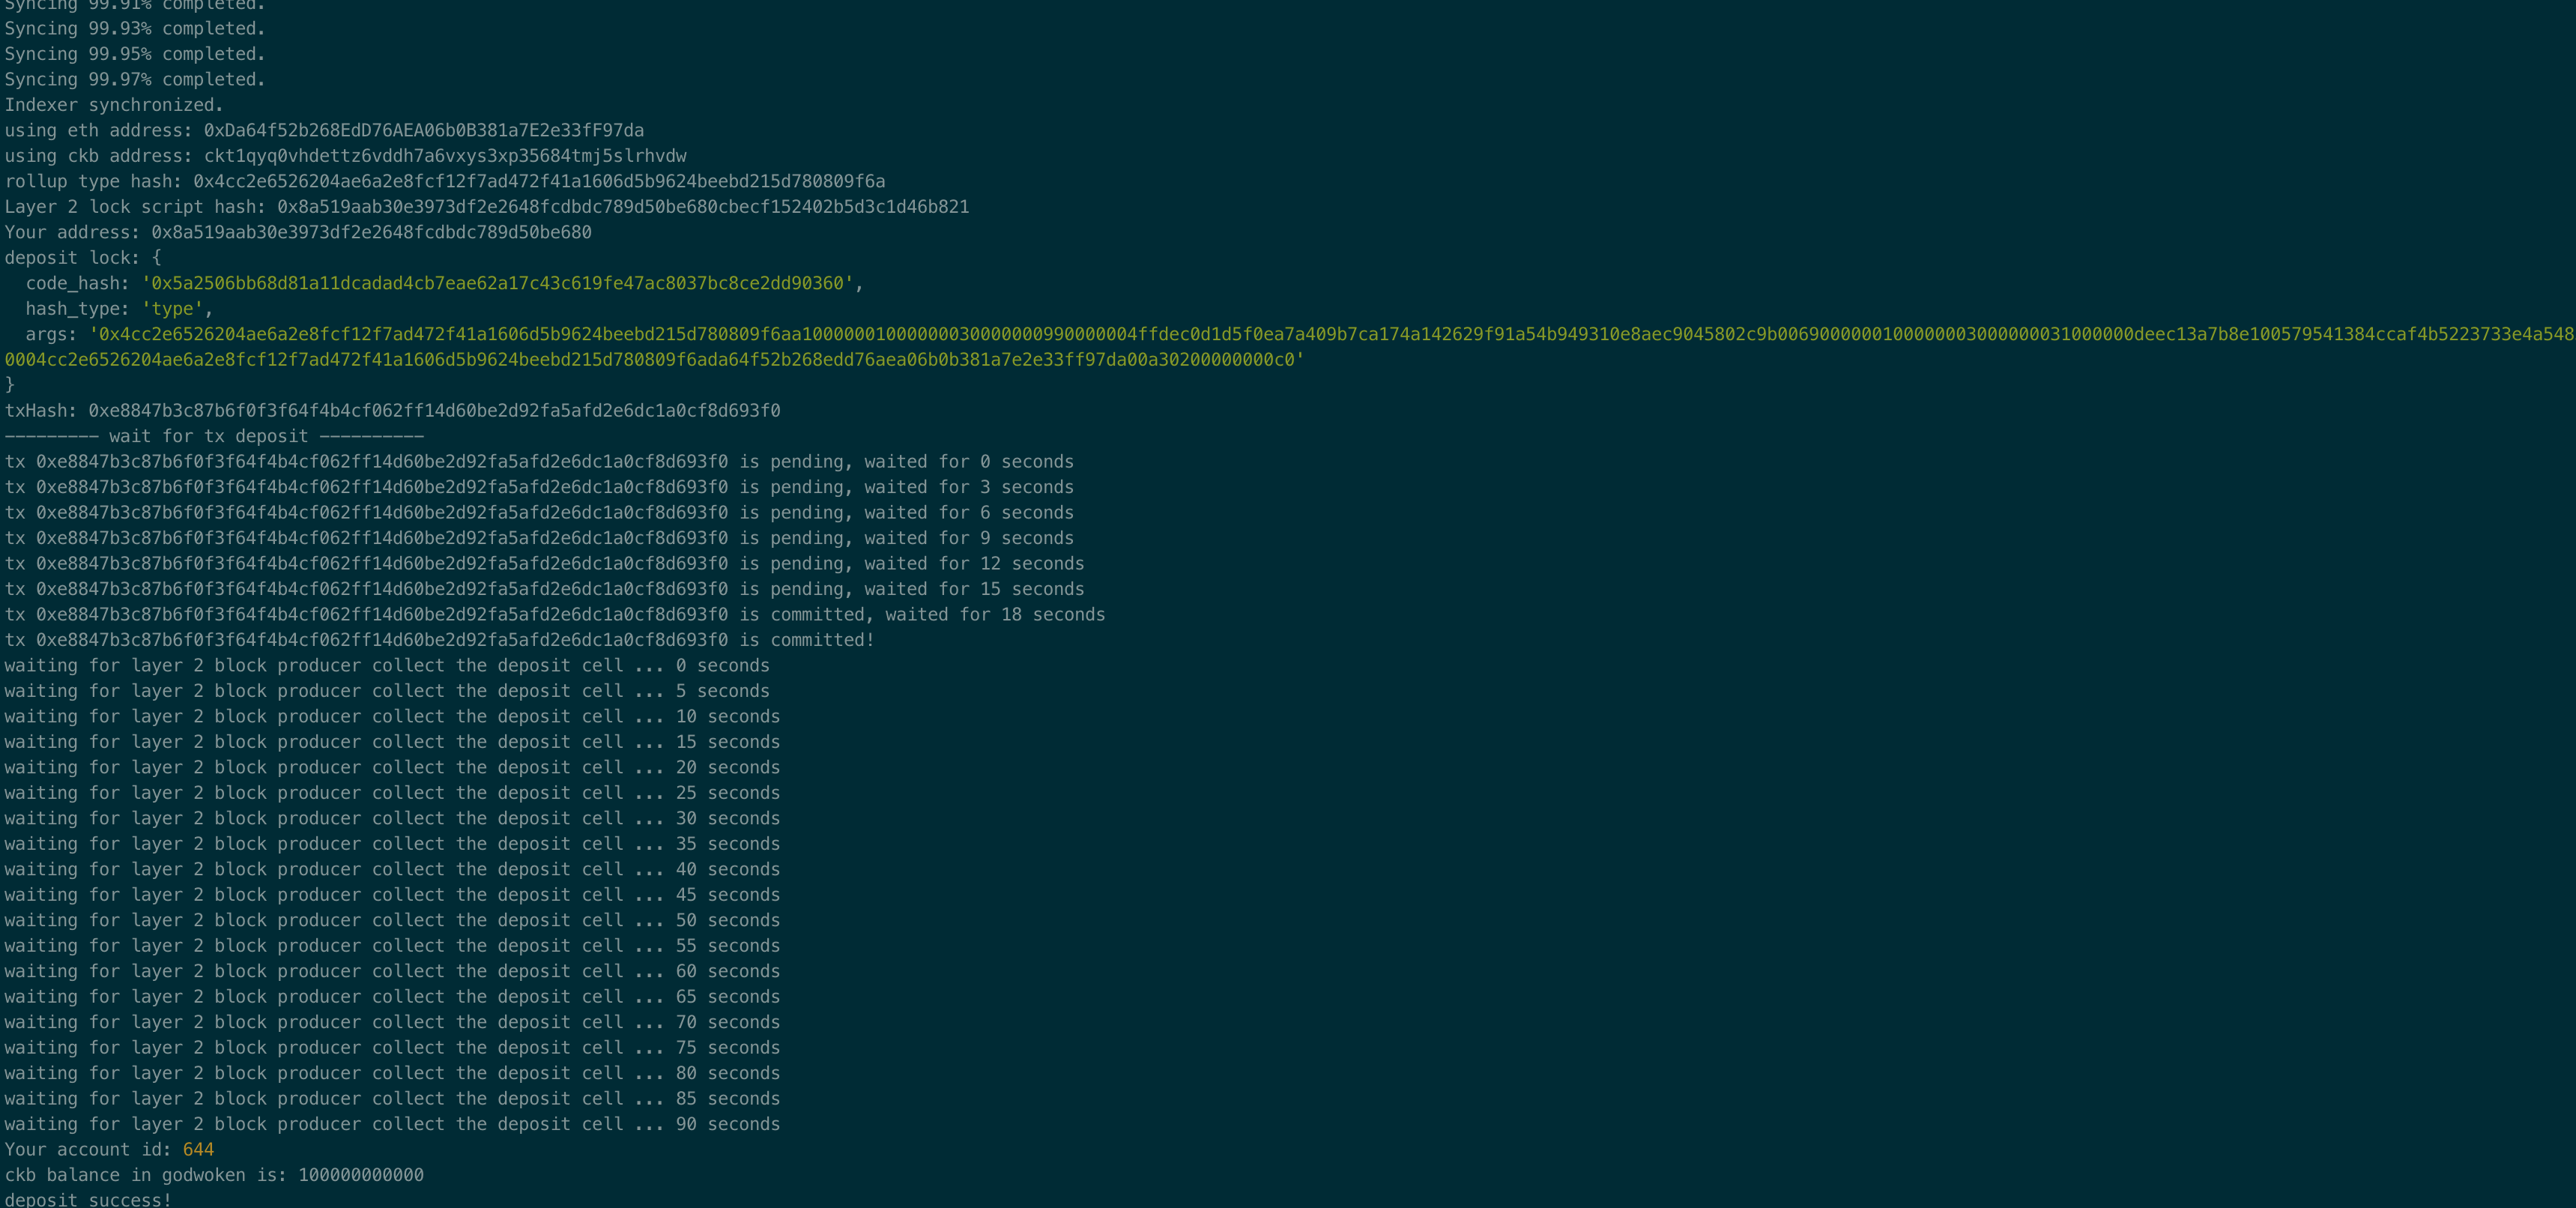 Syncing 99.91% completed.
Syncing 99.93% completed.
Syncing 99.95% completed.
Syncing 99.97% completed.
Indexer synchronized.
using eth address: 0xDa64f52b268EdD76AEA06b0B381a7E2e33fF97da
using ckb address: ckt1qyq0vhdettz6vddh7a6vxys3xp35684tmj5slrhvdw
rollup type hash: 0x4cc2e6526204ae6a2e8fcf12f7ad472f41a1606d5b9624beebd215d780809f6a
Layer 2 lock script hash: 0x8a519aab30e3973df2e2648fcdbdc789d50be680cbecf152402b5d3c1d46b821
Your address: 0x8a519aab30e3973df2e2648fcdbdc789d50be680
deposit lock: {
  code_hash: '0x5a2506bb68d81a11dcadad4cb7eae62a17c43c619fe47ac8037bc8ce2dd90360',
  hash_type: 'type',
  args: '0x4cc2e6526204ae6a2e8fcf12f7ad472f41a1606d5b9624beebd215d780809f6aa10000001000000030000000990000004ffdec0d1d5f0ea7a409b7ca174a142629f91a54b949310e8aec9045802c9b0069000000100000003000000031000000deec13a7b8e100579541384ccaf4b5223733e4a548
0004cc2e6526204ae6a2e8fcf12f7ad472f41a1606d5b9624beebd215d780809f6ada64f52b268edd76aea06b0b381a7e2e33ff97da00a30200000000c0'
}
txHash: 0xe8847b3c87b6f0f3f64f4b4cf062ff14d60be2d92fa5afd2e6dc1a0cf8d693f0
--------- wait for tx deposit ----------
tx 0xe8847b3c87b6f0f3f64f4b4cf062ff14d60be2d92fa5afd2e6dc1a0cf8d693f0 is pending, waited for 0 seconds
tx 0xe8847b3c87b6f0f3f64f4b4cf062ff14d60be2d92fa5afd2e6dc1a0cf8d693f0 is pending, waited for 3 seconds
tx 0xe8847b3c87b6f0f3f64f4b4cf062ff14d60be2d92fa5afd2e6dc1a0cf8d693f0 is pending, waited for 6 seconds
tx 0xe8847b3c87b6f0f3f64f4b4cf062ff14d60be2d92fa5afd2e6dc1a0cf8d693f0 is pending, waited for 9 seconds
tx 0xe8847b3c87b6f0f3f64f4b4cf062ff14d60be2d92fa5afd2e6dc1a0cf8d693f0 is pending, waited for 12 seconds
tx 0xe8847b3c87b6f0f3f64f4b4cf062ff14d60be2d92fa5afd2e6dc1a0cf8d693f0 is pending, waited for 15 seconds
tx 0xe8847b3c87b6f0f3f64f4b4cf062ff14d60be2d92fa5afd2e6dc1a0cf8d693f0 is committed, waited for 18 seconds
tx 0xe8847b3c87b6f0f3f64f4b4cf062ff14d60be2d92fa5afd2e6dc1a0cf8d693f0 is committed!
waiting for layer 2 block producer collect the deposit cell ... 0 seconds
waiting for layer 2 block producer collect the deposit cell ... 5 seconds
waiting for layer 2 block producer collect the deposit cell ... 10 seconds
waiting for layer 2 block producer collect the deposit cell ... 15 seconds
waiting for layer 2 block producer collect the deposit cell ... 20 seconds
waiting for layer 2 block producer collect the deposit cell ... 25 seconds
waiting for layer 2 block producer collect the deposit cell ... 30 seconds
waiting for layer 2 block producer collect the deposit cell ... 35 seconds
waiting for layer 2 block producer collect the deposit cell ... 40 seconds
waiting for layer 2 block producer collect the deposit cell ... 45 seconds
waiting for layer 2 block producer collect the deposit cell ... 50 seconds
waiting for layer 2 block producer collect the deposit cell ... 55 seconds
waiting for layer 2 block producer collect the deposit cell ... 60 seconds
waiting for layer 2 block producer collect the deposit cell ... 65 seconds
waiting for layer 2 block producer collect the deposit cell ... 70 seconds
waiting for layer 2 block producer collect the deposit cell ... 75 seconds
waiting for layer 2 block producer collect the deposit cell ... 80 seconds
waiting for layer 2 block producer collect the deposit cell ... 85 seconds
waiting for layer 2 block producer collect the deposit cell ... 90 seconds
Your account id: 644
ckb balance in godwoken is: 100000000000
deposit success!